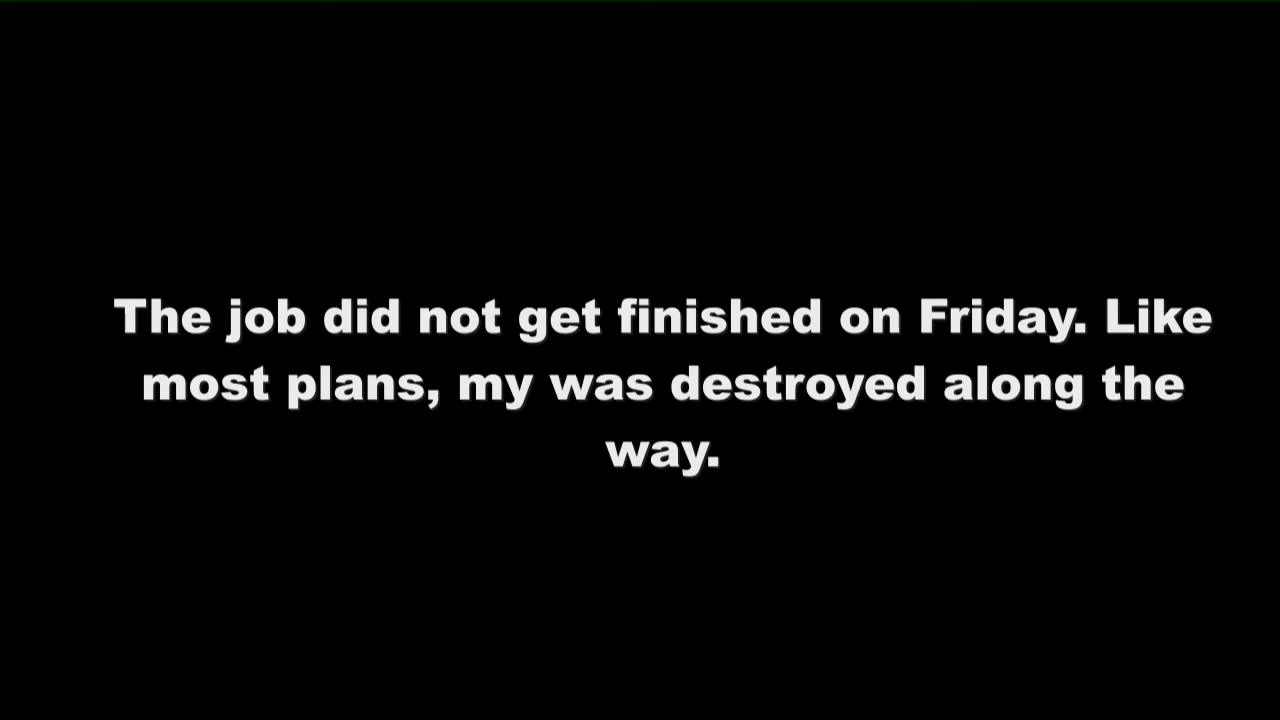 The job did not get finished on Friday. Like
most plans, my was destroyed along the
way.